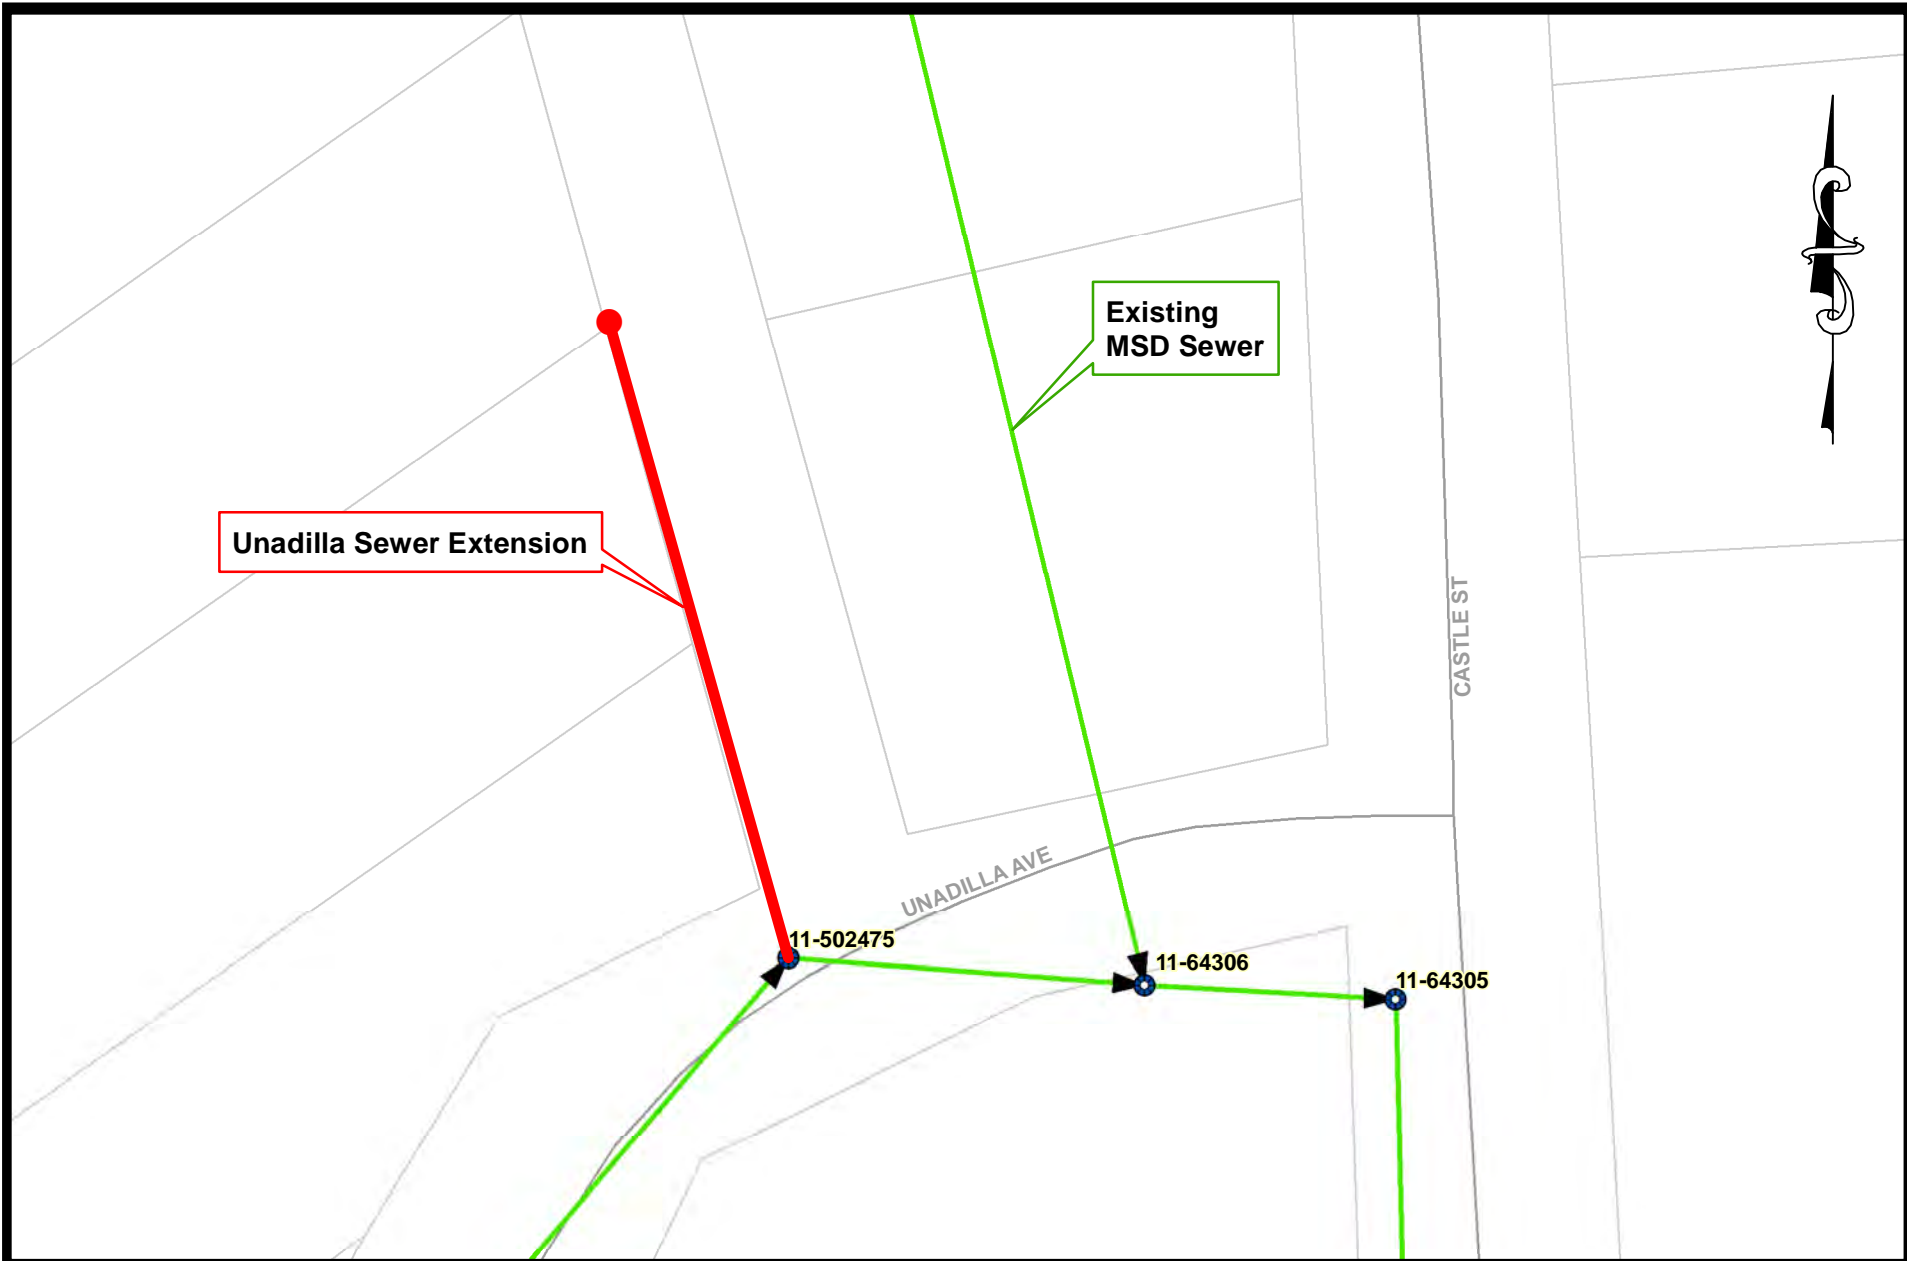 Existing
MSD Sewer
Unadilla Sewer Extension
CASTLE ST
UNADILLA AVE
11-502475
11-64306
11-64305